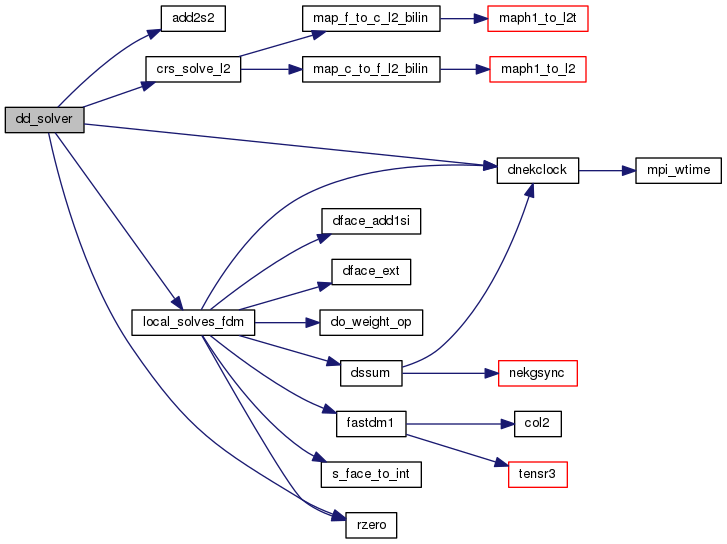 add2s2
map_f_to_c_l2_bilin
maph1_to_l2t
crs_solve_l2
map_c_to_f_l2_bilin
maph1_to_l2
dd_solver
dnekclock
mpi_wtime
dface_add1si
dface_ext
local_solves_fdm
do_weight_op
dssum
nekgsync
fastdm1
col2
s_face_to_int
tensr3
rzero